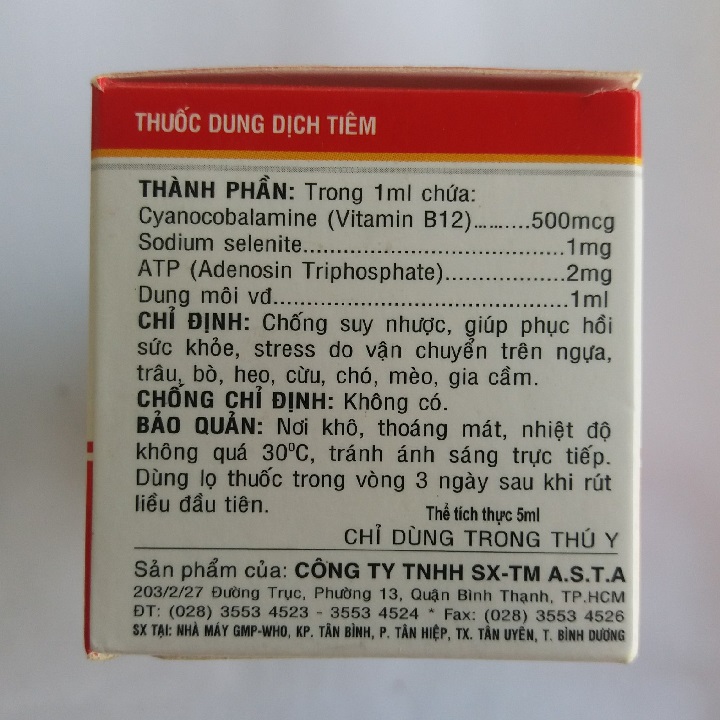 THUỐC DUNG DỊCH TIÊM
THÀNH PHẦN: Trong 1ml chứa:
Cyanocobalamine (Vitamin B12)..........500mcg
Sodium selenite......................................1mg
ATP (Adenosin Triphosphate).................2mg
Dung môi vđ..........................................1ml
CHỈ ĐỊNH: Chống suy nhược, giúp phục hồi
sức khỏe, stress do vận chuyển trên ngựa,
trâu, bò, heo, cừu, chó, mèo, gia cầm.
CHỐNG CHỈ ĐỊNH: Không có.
BẢO QUẢN: Nơi khô, thoáng mát, nhiệt độ
không quá 30⁰C, tránh ánh sáng trực tiếp.
Dùng lọ thuốc trong vòng 3 ngày sau khi rút
liều đầu tiên.
Thể tích thực 5ml
CHỈ DÙNG TRONG THÚ Y
Sản phẩm của: CÔNG TY TNHH SX-TM A.S.T.A
203/2/27 Đường Trục, Phường 13, Quận Bình Thạnh, TP.HCM
ĐT: (028) 3553 4523 - 3553 4524 * Fax: (028) 3553 4526
SX TẠI: NHÀ MÁY GMP-WHO, KP. TÂN BÌNH, P. TÂN HIỆP, TX. TÂN UYÊN, T. BÌNH DƯƠNG